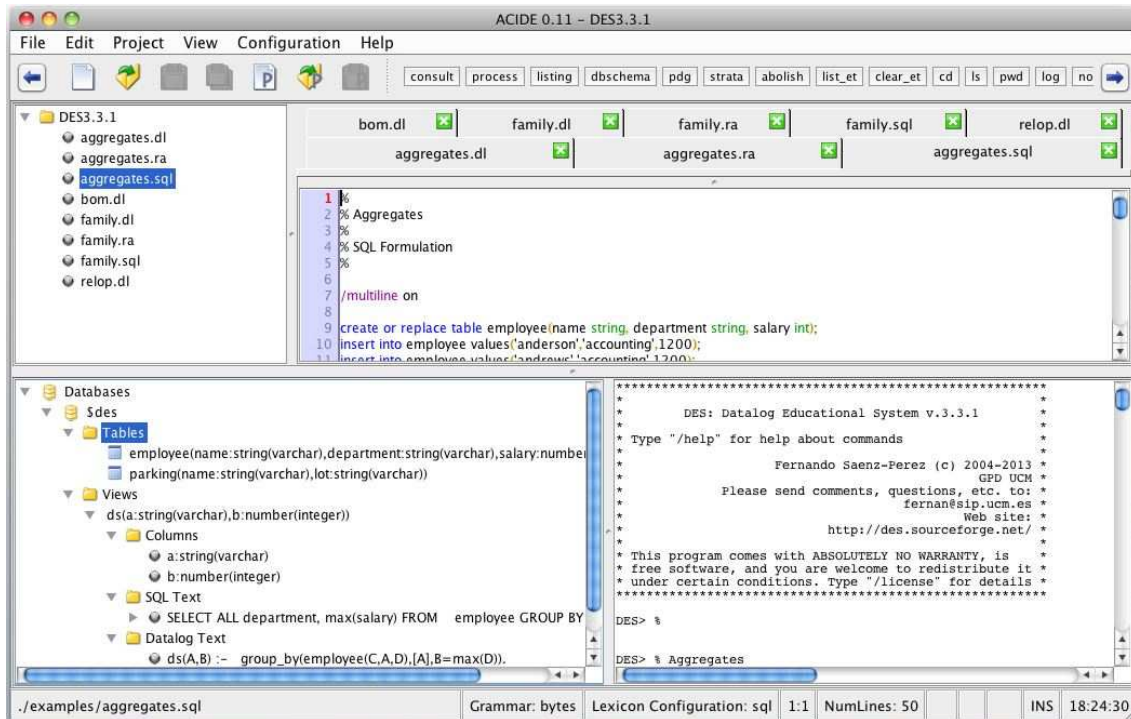 ACIDE 0.11 - DES3.3.1
File Edit Project View Configuration Help
consult process listing dbschema pdg strata abolish list_et clear_et cd ls pwd log no
DES3.3.1
aggregates.dl
aggregates.ra
aggregates.sql
bom.dl
family.dl
family.ra
family.sql
relop.dl
bom.dl family.dl family.ra family.sql relop.dl
aggregates.dl aggregates.ra aggregates.sql
1 %
2 % Aggregates
3 %
4 % SQL Formulation
5 %
6
7 /multiline on
8
9 create or replace table employee(name string, department string, salary int);
10 insert into employee values('anderson','accounting',1200);
11 insert into employee values('andrews','accounting',1200);
Databases
$des
Tables
employee(name:string(varchar),department:string(varchar),salary:number
parking(name:string(varchar),lot:string(varchar))
Views
ds(a:string(varchar),b:number(integer))
Columns
a:string(varchar)
b:number(integer)
SQL Text
SELECT ALL department, max(salary) FROM employee GROUP BY
Datalog Text
ds(A,B) :- group_by(employee(C,A,D),[A],B=max(D)).
*********************************************************
* *
* DES: Datalog Educational System v.3.3.1 *
* *
* Type "/help" for help about commands *
* *
* Fernando Saenz-Perez (c) 2004-2013 *
* GPD UCM *
* Please send comments, questions, etc. to: *
* fernan@sip.ucm.es *
* Web site: *
* http://des.sourceforge.net/ *
* *
* This program comes with ABSOLUTELY NO WARRANTY, is *
* free software, and you are welcome to redistribute it *
* under certain conditions. Type "/license" for details *
*********************************************************
DES> %
DES> % Aggregates
./examples/aggregates.sql Grammar: bytes Lexicon Configuration: sql 1:1 NumLines: 50 INS 18:24:30